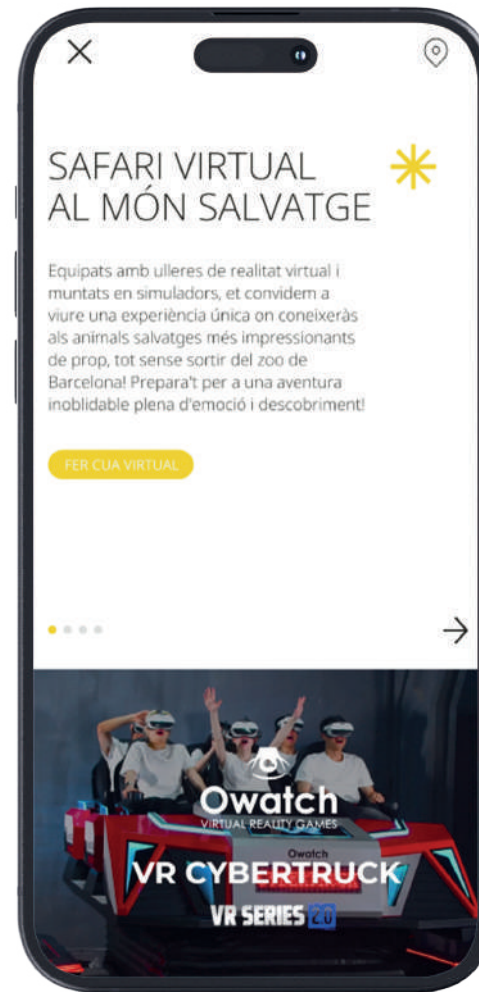 SAFARI VIRTUAL
AL MÓN SALVATGE
Equipats amb ulleres de realitat virtual i
muntats en simuladors, et convidem a
viure una experiència única on coneixeràs
als animals salvatges més impressionants
de prop, tot sense sortir del zoo de
Barcelona! Prepara't per a una aventura
inoblidable plena d'emoció i descobriment!
FER CUA VIRTUAL
Owatch
VIRTUAL REALITY GAMES
Owatch
VR CYBERTRUCK
VR SERIES 2.0